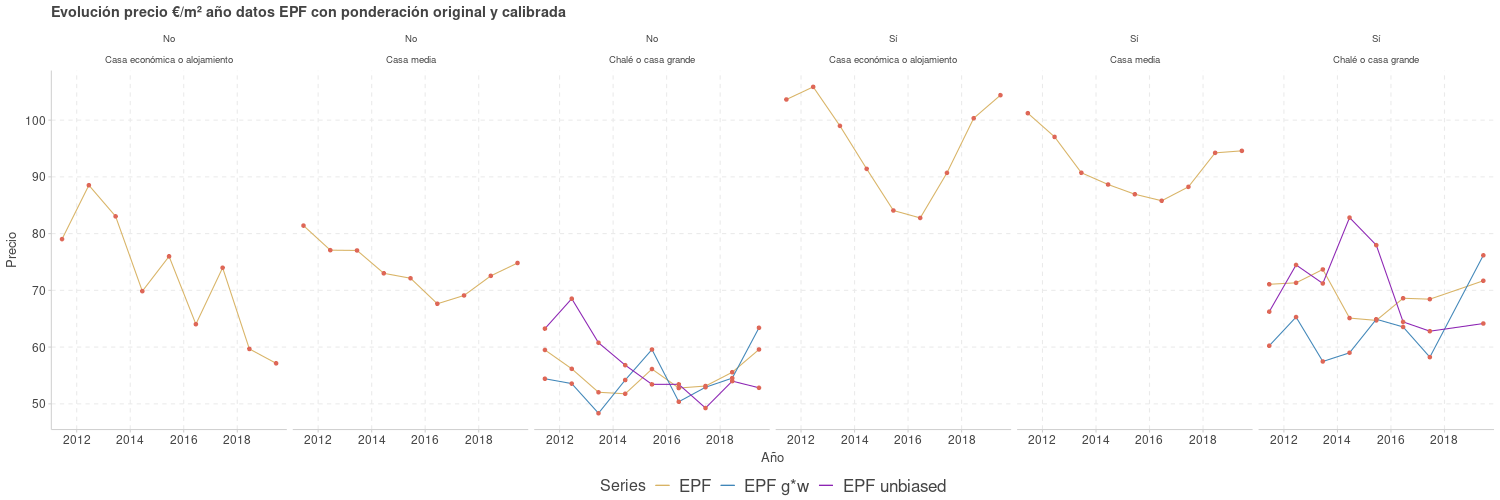 Evolución precio €/m² año datos EPF con ponderación original y calibrada
No No No Sí Sí Sí
Casa económica o alojamiento Casa media Chalé o casa grande Casa económica o alojamiento Casa media Chalé o casa grande
100
90
80
70
60
50
Precio
2012 2014 2016 2018 2012 2014 2016 2018 2012 2014 2016 2018 2012 2014 2016 2018 2012 2014 2016 2018 2012 2014 2016 2018
Año
Series EPF EPF g*w EPF unbiased